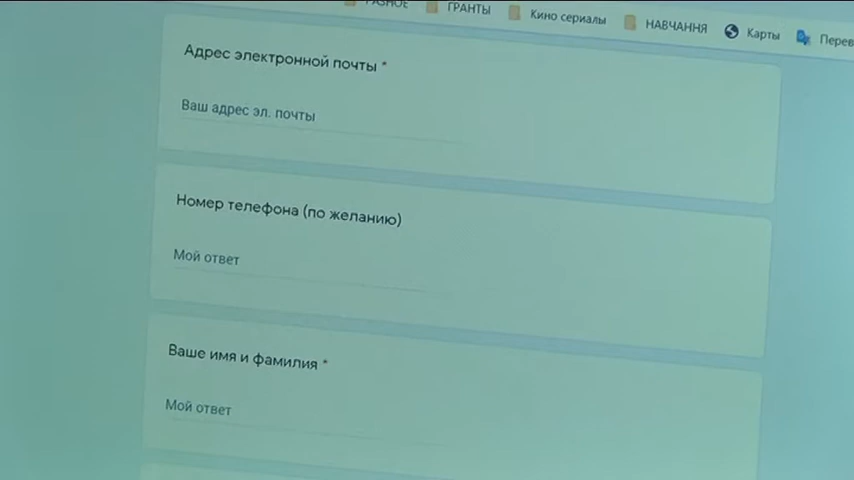 РАЗНОЕ ГРАНТЫ Кино сериалы НАВЧАННЯ Карты
Адрес электронной почты *
Ваш адрес эл. почты
Номер телефона (по желанию)
Мой ответ
Ваше имя и фамилия *
Мой ответ